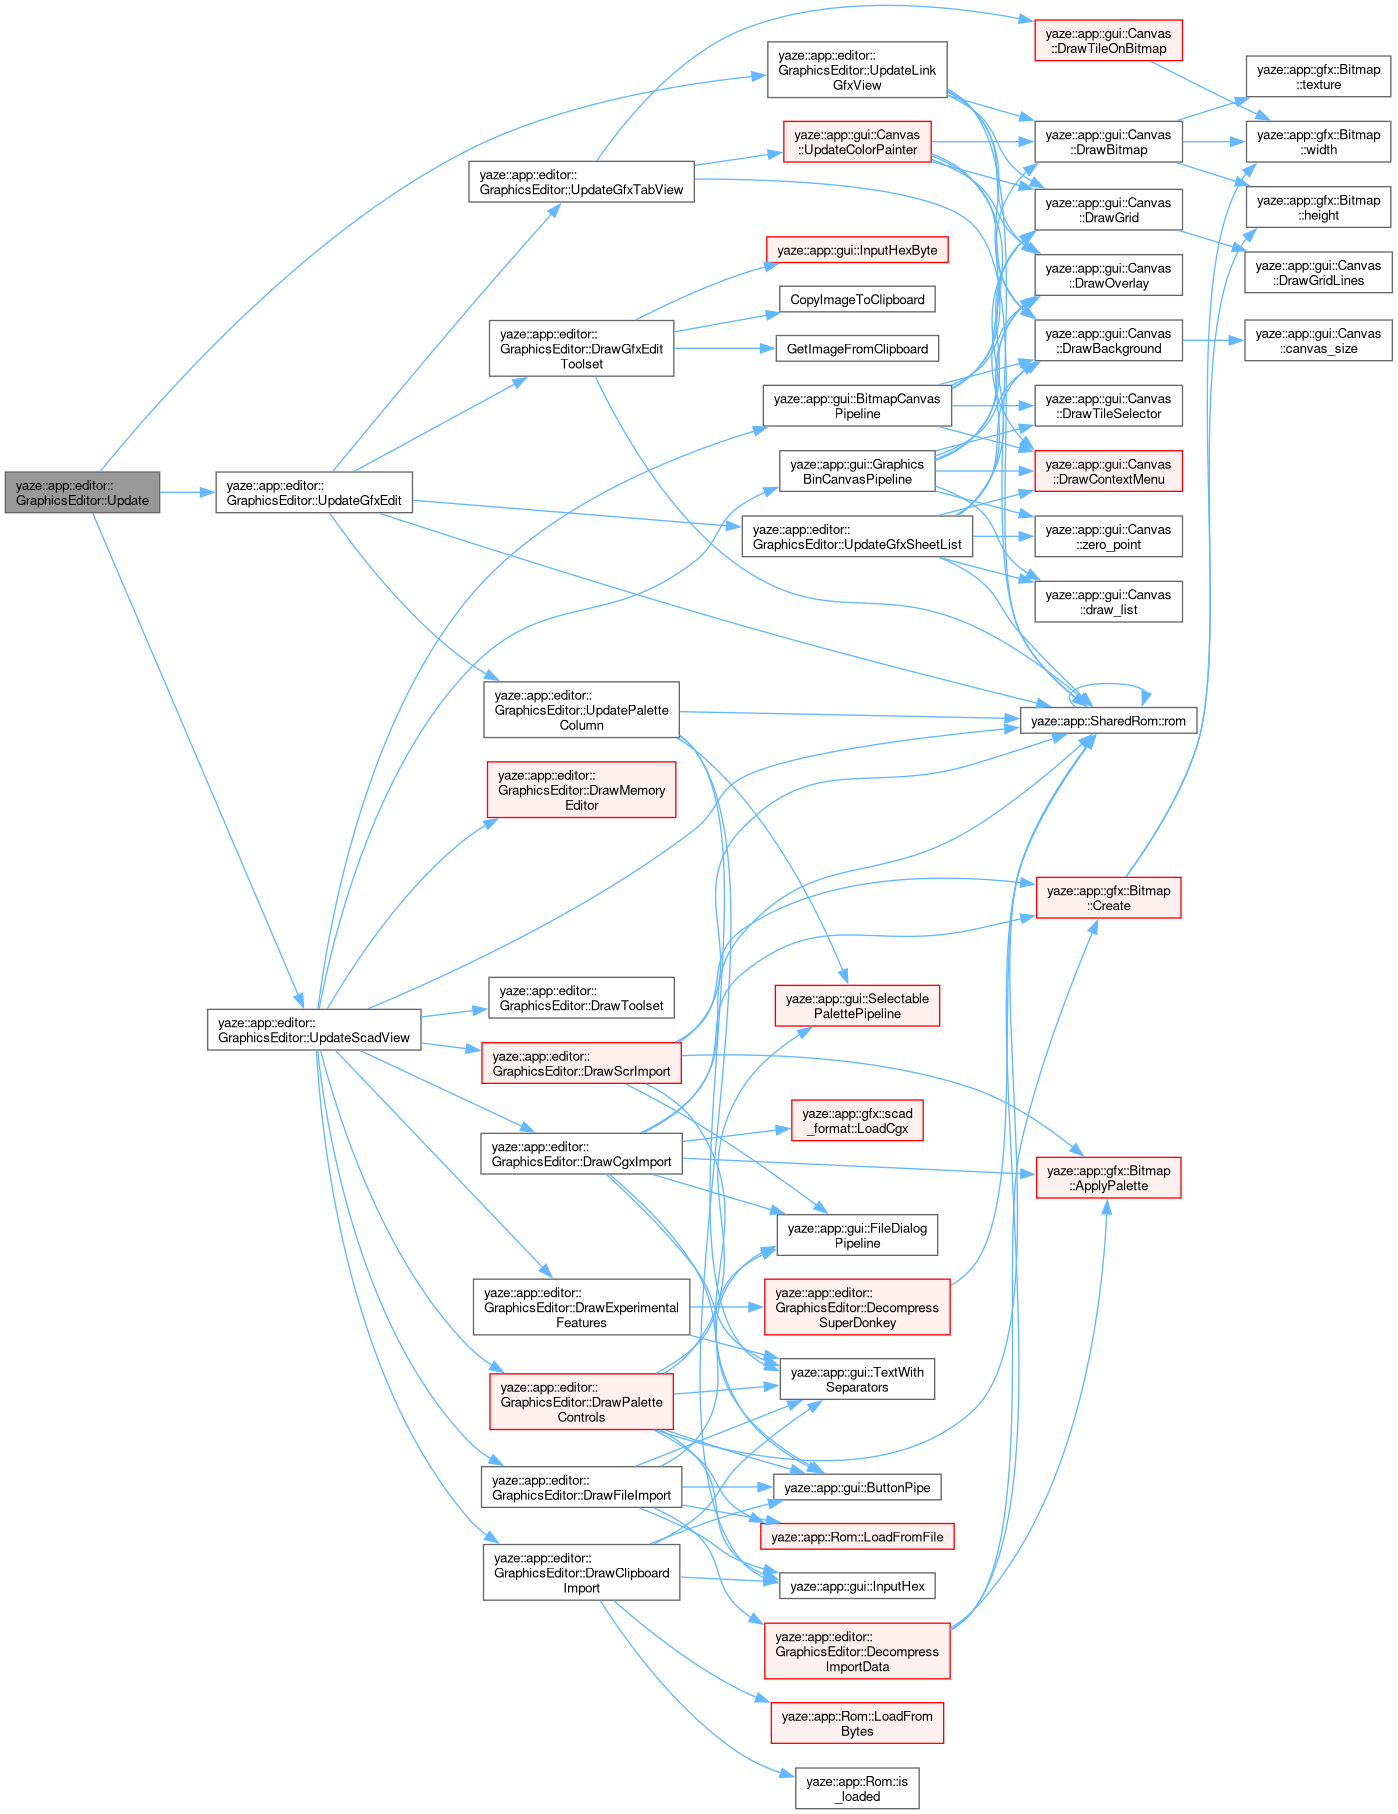 yaze::app::editor::
GraphicsEditor::Update
yaze::app::editor::
GraphicsEditor::UpdateGfxEdit
yaze::app::editor::
GraphicsEditor::UpdateScadView
yaze::app::editor::
GraphicsEditor::UpdateGfxTabView
yaze::app::editor::
GraphicsEditor::DrawGfxEdit
Toolset
yaze::app::editor::
GraphicsEditor::UpdatePalette
Column
yaze::app::editor::
GraphicsEditor::DrawMemory
Editor
yaze::app::editor::
GraphicsEditor::DrawToolset
yaze::app::editor::
GraphicsEditor::DrawScrImport
yaze::app::editor::
GraphicsEditor::DrawCgxImport
yaze::app::editor::
GraphicsEditor::DrawExperimental
Features
yaze::app::editor::
GraphicsEditor::DrawPalette
Controls
yaze::app::editor::
GraphicsEditor::DrawFileImport
yaze::app::editor::
GraphicsEditor::DrawClipboard
Import
yaze::app::editor::
GraphicsEditor::UpdateLink
GfxView
yaze::app::gui::Canvas
::UpdateColorPainter
yaze::app::gui::InputHexByte
CopyImageToClipboard
GetImageFromClipboard
yaze::app::gui::BitmapCanvas
Pipeline
yaze::app::gui::Graphics
BinCanvasPipeline
yaze::app::editor::
GraphicsEditor::UpdateGfxSheetList
yaze::app::gui::Selectable
PalettePipeline
yaze::app::gfx::scad
_format::LoadCgx
yaze::app::gui::FileDialog
Pipeline
yaze::app::editor::
GraphicsEditor::Decompress
SuperDonkey
yaze::app::gui::TextWith
Separators
yaze::app::gui::ButtonPipe
yaze::app::Rom::LoadFromFile
yaze::app::gui::InputHex
yaze::app::editor::
GraphicsEditor::Decompress
ImportData
yaze::app::Rom::LoadFrom
Bytes
yaze::app::Rom::is
_loaded
yaze::app::gui::Canvas
::DrawTileOnBitmap
yaze::app::gui::Canvas
::DrawBitmap
yaze::app::gui::Canvas
::DrawGrid
yaze::app::gui::Canvas
::DrawOverlay
yaze::app::gui::Canvas
::DrawBackground
yaze::app::gui::Canvas
::DrawTileSelector
yaze::app::gui::Canvas
::DrawContextMenu
yaze::app::gui::Canvas
::zero_point
yaze::app::gui::Canvas
::draw_list
yaze::app::SharedRom::rom
yaze::app::gfx::Bitmap
::Create
yaze::app::gfx::Bitmap
::ApplyPalette
yaze::app::gfx::Bitmap
::texture
yaze::app::gfx::Bitmap
::width
yaze::app::gfx::Bitmap
::height
yaze::app::gui::Canvas
::DrawGridLines
yaze::app::gui::Canvas
::canvas_size